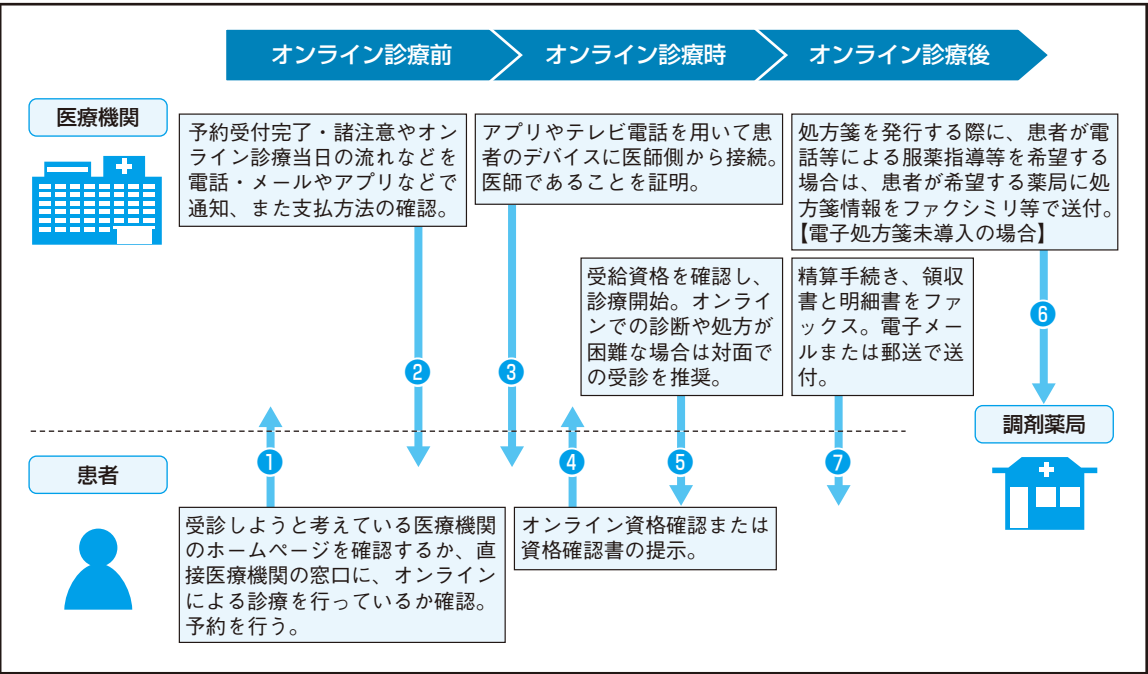 オンライン診療前
オンライン診療時
オンライン診療後
医療機関
予約受付完了・諸注意やオン
ライン診療当日の流れなどを
電話・メールやアプリなどで
通知、また支払方法の確認。
アプリやテレビ電話を用いて患
者のデバイスに医師側から接続。
医師であることを証明。
処方箋を発行する際に、患者が電
話等による服薬指導等を希望する
場合は、患者が希望する薬局に処
方箋情報をファクシミリ等で送付。
【電子処方箋未導入の場合】
受給資格を確認し、
診療開始。オンライ
ンでの診断や処方が
困難な場合は対面で
の受診を推奨。
精算手続き、領収
書と明細書をファ
ックス。電子メー
ルまたは郵送で送
付。
❻
❷
❸
調剤薬局
❶
❹
❺
❼
患者
受診しようと考えている医療機関
のホームページを確認するか、直
接医療機関の窓口に、オンライン
による診療を行っているか確認。
予約を行う。
オンライン資格確認または
資格確認書の提示。